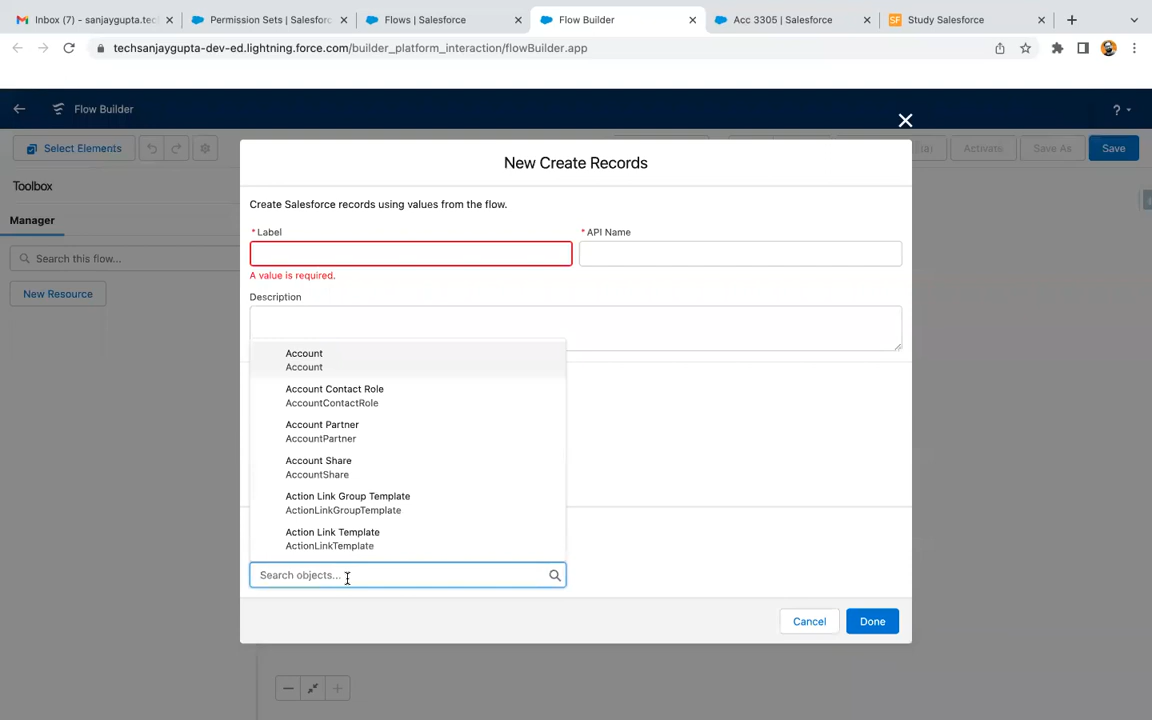 Inbox (7) - sanjaygupta.tec
Permission Sets | Salesforc
Flows | Salesforce
Flow Builder
Acc 3305 | Salesforce
Study Salesforce
techsanjaygupta-dev-ed.lightning.force.com/builder_platform_interaction/flowBuilder.app
Flow Builder
?
Select Elements
Activate
Save As
Save
Toolbox
Manager
Search this flow...
New Resource
New Create Records
Create Salesforce records using values from the flow.
* Label
* API Name
A value is required.
Description
Account
Account
Account Contact Role
AccountContactRole
Account Partner
AccountPartner
Account Share
AccountShare
Action Link Group Template
ActionLinkGroupTemplate
Action Link Template
ActionLinkTemplate
Search objects...
Cancel
Done